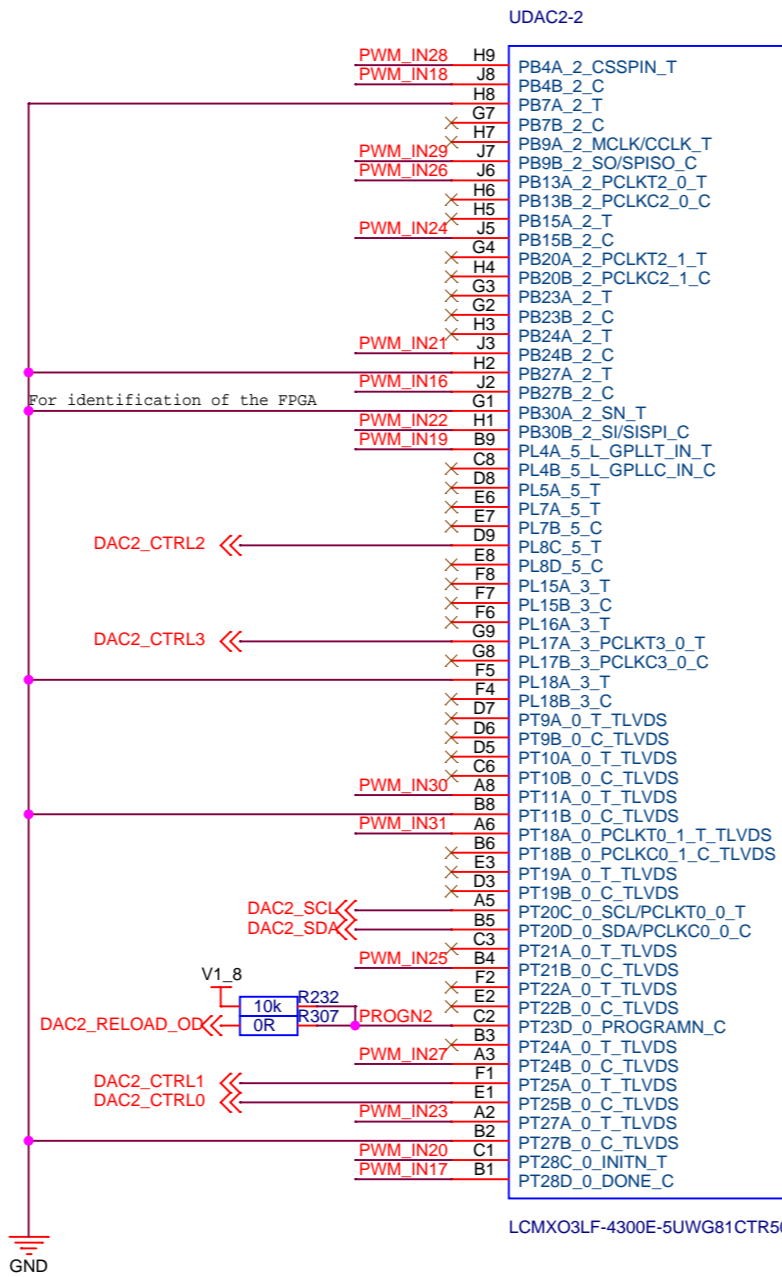 UDAC2-2
PWM_IN28 H9 PB4A_2_CSSPIN_T
PWM_IN18 J8 PB4B_2_C
H8 PB7A_2_T
G7 PB7B_2_C
H7 PB9A_2_MCLK/CCLK_T
PWM_IN29 J7 PB9B_2_SO/SPISO_C
PWM_IN26 J6 PB13A_2_PCLKT2_0_T
H6 PB13B_2_PCLKC2_0_C
H5 PB15A_2_T
PWM_IN24 J5 PB15B_2_C
G4 PB20A_2_PCLKT2_1_T
H4 PB20B_2_PCLKC2_1_C
G3 PB23A_2_T
G2 PB23B_2_C
H3 PB24A_2_T
PWM_IN21 J3 PB24B_2_C
H2 PB27A_2_T
PWM_IN16 J2 PB27B_2_C
For identification of the FPGA G1 PB30A_2_SN_T
PWM_IN22 H1 PB30B_2_SI/SISPI_C
PWM_IN19 B9 PL4A_5_L_GPLLT_IN_T
C8 PL4B_5_L_GPLLC_IN_C
D8 PL5A_5_T
E6 PL7A_5_T
E7 PL7B_5_C
DAC2_CTRL2 D9 PL8C_5_T
E8 PL8D_5_C
F8 PL15A_3_T
F7 PL15B_3_C
F6 PL16A_3_T
DAC2_CTRL3 G9 PL17A_3_PCLKT3_0_T
G8 PL17B_3_PCLKC3_0_C
F5 PL18A_3_T
F4 PL18B_3_C
D7 PT9A_0_T_TLVDS
D6 PT9B_0_C_TLVDS
D5 PT10A_0_T_TLVDS
C6 PT10B_0_C_TLVDS
PWM_IN30 A8 PT11A_0_T_TLVDS
B8 PT11B_0_C_TLVDS
PWM_IN31 A6 PT18A_0_PCLKT0_1_T_TLVDS
B6 PT18B_0_PCLKC0_1_C_TLVDS
E3 PT19A_0_T_TLVDS
D3 PT19B_0_C_TLVDS
DAC2_SCL A5 PT20C_0_SCL/PCLKT0_0_T
DAC2_SDA B5 PT20D_0_SDA/PCLKC0_0_C
C3 PT21A_0_T_TLVDS
PWM_IN25 B4 PT21B_0_C_TLVDS
V1_8 F2 PT22A_0_T_TLVDS
10k R232 E2 PT22B_0_C_TLVDS
DAC2_RELOAD_OD 0R R307 PROGN2 C2 PT23D_0_PROGRAMN_C
B3 PT24A_0_T_TLVDS
PWM_IN27 A3 PT24B_0_C_TLVDS
DAC2_CTRL1 F1 PT25A_0_T_TLVDS
DAC2_CTRL0 E1 PT25B_0_C_TLVDS
PWM_IN23 A2 PT27A_0_T_TLVDS
B2 PT27B_0_C_TLVDS
PWM_IN20 C1 PT28C_0_INITN_T
PWM_IN17 B1 PT28D_0_DONE_C
LCMXO3LF-4300E-5UWG81CTR50
GND